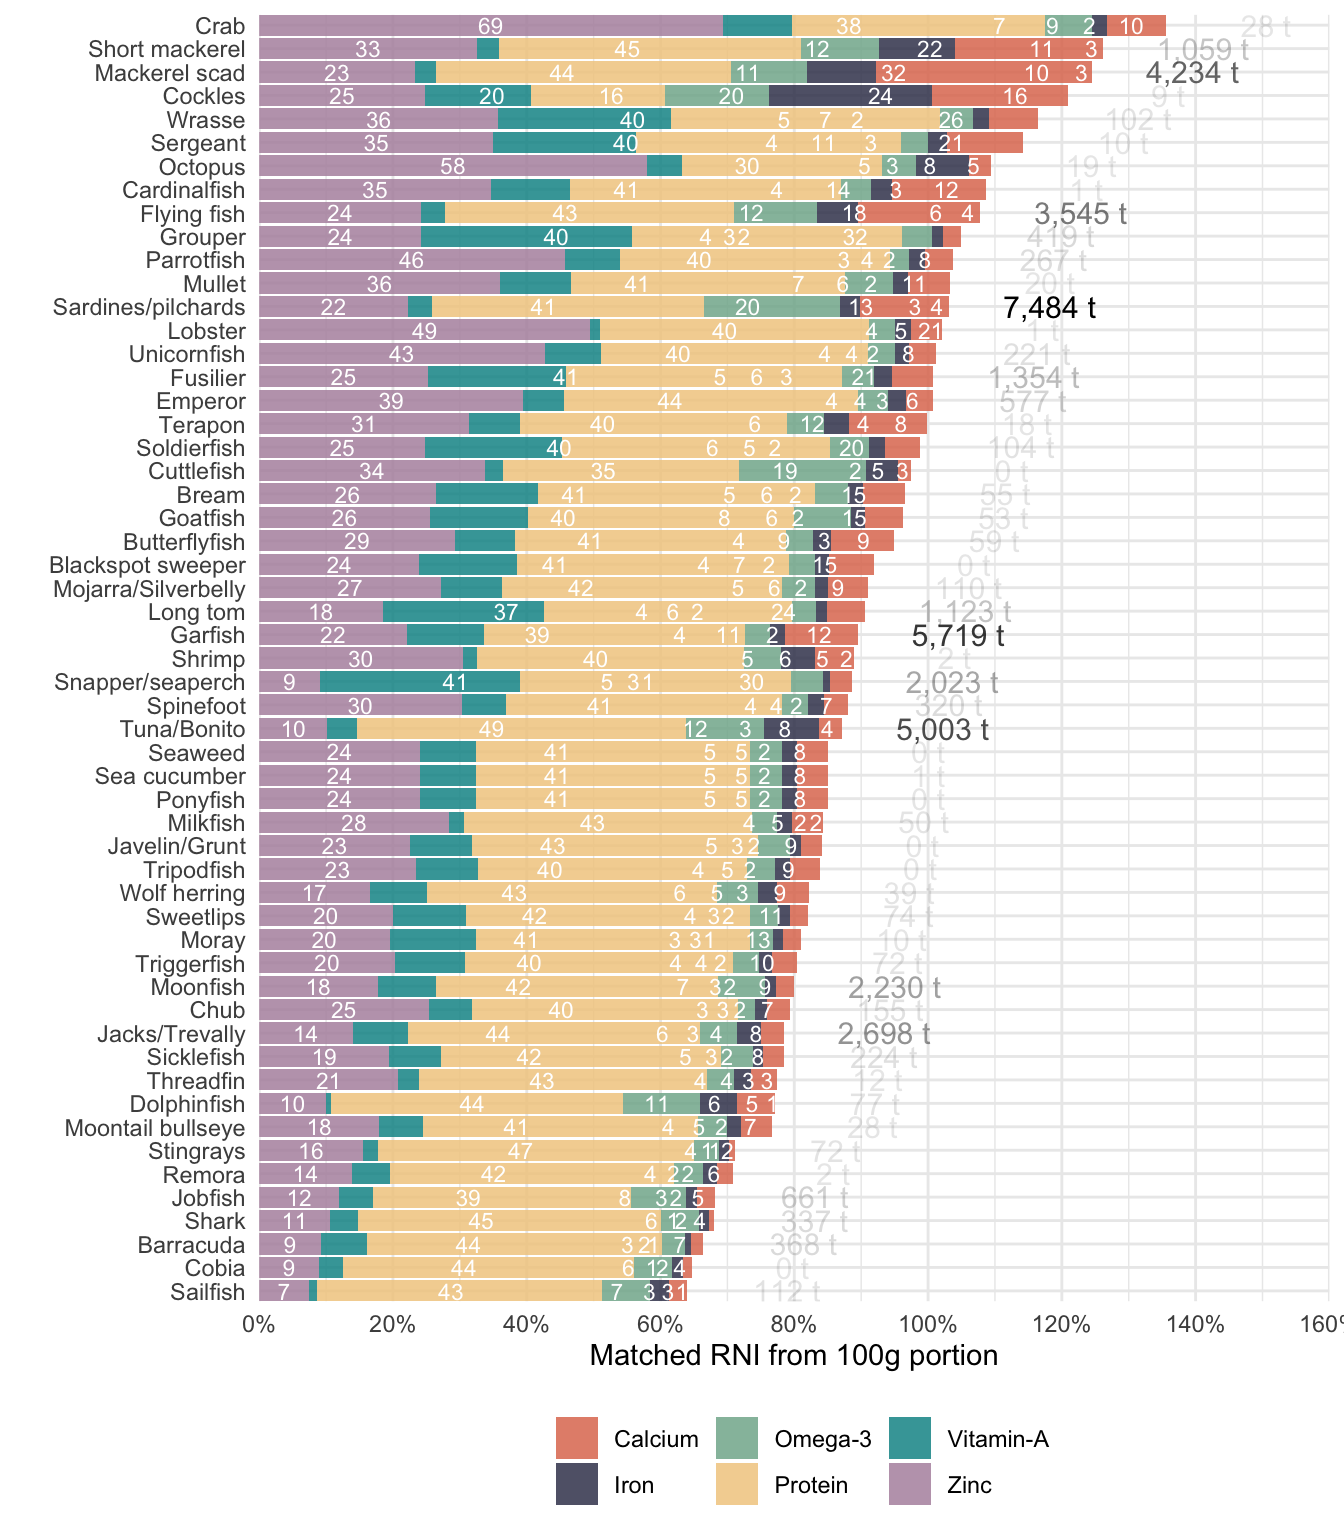 Crab 69 38 7 9 2 10 28 t
Short mackerel 33 45 12 22 11 3 1,059 t
Mackerel scad 23 44 11 32 10 3 4,234 t
Cockles 25 20 16 20 24 16 9 t
Wrasse 36 40 5 7 2 26 102 t
Sergeant 35 40 4 11 3 21 10 t
Octopus 58 30 5 3 8 5 19 t
Cardinalfish 35 41 4 14 3 12 1 t
Flying fish 24 43 12 18 6 4 3,545 t
Grouper 24 40 4 3 2 32 419 t
Parrotfish 46 40 3 4 2 8 267 t
Mullet 36 41 7 6 2 11 20 t
Sardines/pilchards 22 41 20 13 3 4 7,484 t
Lobster 49 40 4 5 2 1 1 t
Unicornfish 43 40 4 4 2 8 221 t
Fusilier 25 41 5 6 3 21 1,354 t
Emperor 39 44 4 4 3 6 577 t
Terapon 31 40 6 12 4 8 18 t
Soldierfish 25 40 6 5 2 20 104 t
Cuttlefish 34 35 19 2 5 3 0 t
Bream 26 41 5 6 2 15 55 t
Goatfish 26 40 8 6 2 15 53 t
Butterflyfish 29 41 4 9 3 9 59 t
Blackspot sweeper 24 41 4 7 2 15 0 t
Mojarra/Silverbelly 27 42 5 6 2 9 110 t
Long tom 18 37 4 6 2 24 1,123 t
Garfish 22 39 4 11 2 12 5,719 t
Shrimp 30 40 5 6 5 2 2 t
Snapper/seaperch 9 41 5 3 1 30 2,023 t
Spinefoot 30 41 4 4 2 7 320 t
Tuna/Bonito 10 49 12 3 8 4 5,003 t
Seaweed 24 41 5 5 2 8 0 t
Sea cucumber 24 41 5 5 2 8 1 t
Ponyfish 24 41 5 5 2 8 0 t
Milkfish 28 43 4 5 2 2 50 t
Javelin/Grunt 23 43 5 3 2 9 0 t
Tripodfish 23 40 4 5 2 9 0 t
Wolf herring 17 43 6 5 3 9 39 t
Sweetlips 20 42 4 3 2 11 74 t
Moray 20 41 3 3 1 13 10 t
Triggerfish 20 40 4 4 2 10 72 t
Moonfish 18 42 7 3 2 9 2,230 t
Chub 25 40 3 3 2 7 155 t
Jacks/Trevally 14 44 6 3 4 8 2,698 t
Sicklefish 19 42 5 3 2 8 224 t
Threadfin 21 43 4 4 3 3 12 t
Dolphinfish 10 44 11 6 5 1 77 t
Moontail bullseye 18 41 4 5 2 7 28 t
Stingrays 16 47 4 1 1 2 72 t
Remora 14 42 4 2 2 6 2 t
Jobfish 12 39 8 3 2 5 661 t
Shark 11 45 6 1 2 4 337 t
Barracuda 9 44 3 2 1 7 368 t
Cobia 9 44 6 1 2 4 0 t
Sailfish 7 43 7 3 3 1 112 t
0% 20% 40% 60% 80% 100% 120% 140% 160%
Matched RNI from 100g portion
Calcium Omega-3 Vitamin-A
Iron Protein Zinc